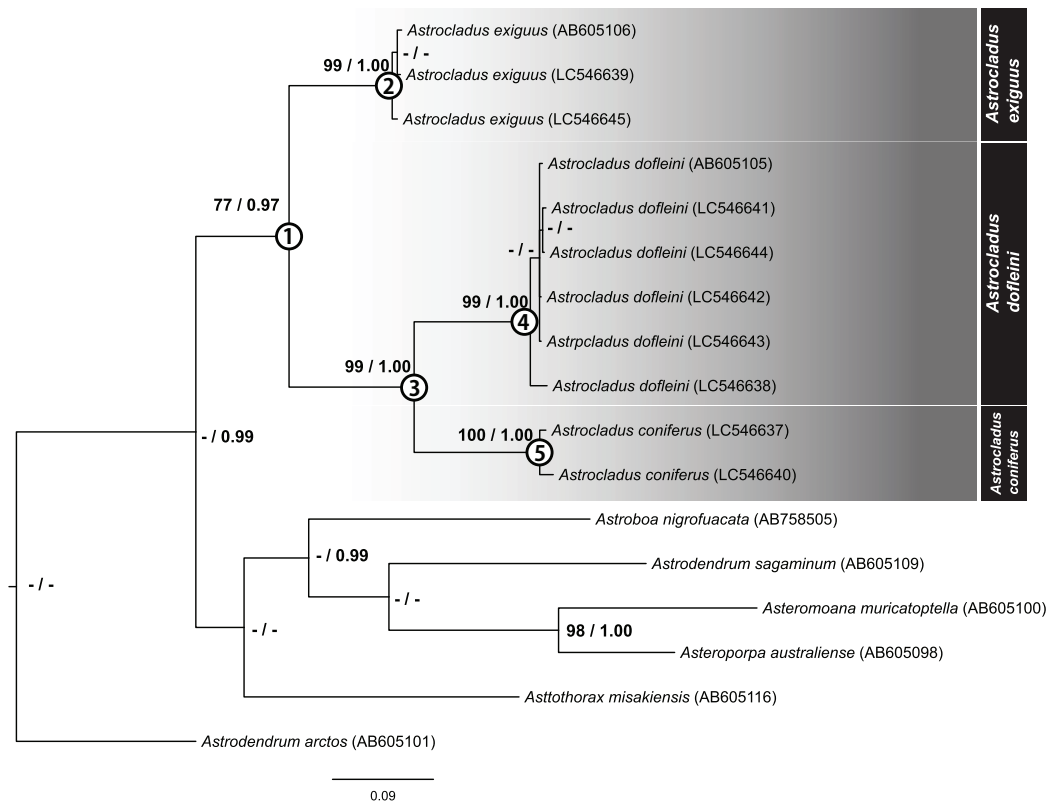 Astrocladus exiguus (AB605106)
- / -
99 / 1.00
2
Astrocladus exiguus (LC546639)
Astrocladus exiguus (LC546645)
Astrocladus
exiguus
Astrocladus dofleini (AB605105)
77 / 0.97
1
Astrocladus dofleini (LC546641)
- / -
- / -
Astrocladus dofleini (LC546644)
Astrocladus dofleini (LC546642)
99 / 1.00
4
Astrpcladus dofleini (LC546643)
99 / 1.00
3
Astrocladus dofleini (LC546638)
Astrocladus
dofleini
Astrocladus coniferus (LC546637)
100 / 1.00
5
Astrocladus coniferus (LC546640)
Astrocladus
coniferus
- / 0.99
Astroboa nigrofuacata (AB758505)
- / 0.99
Astrodendrum sagaminum (AB605109)
- / -
- / -
Asteromoana muricatoptella (AB605100)
98 / 1.00
- / -
Asteroporpa australiense (AB605098)
Asttothorax misakiensis (AB605116)
Astrodendrum arctos (AB605101)
0.09